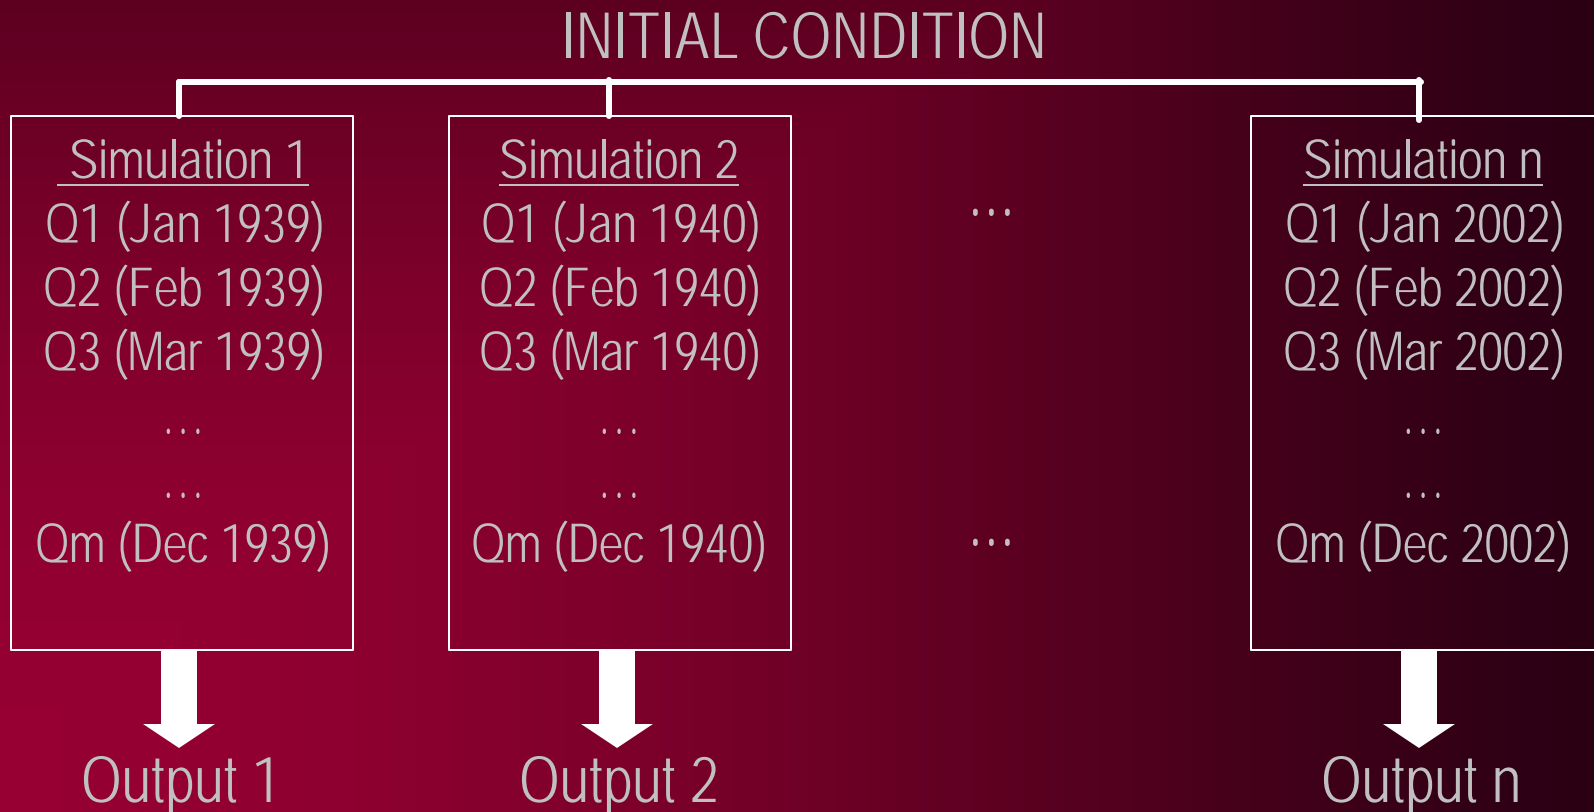 INITIAL CONDITION
Simulation 1
Q1 (Jan 1939)
Q2 (Feb 1939)
Q3 (Mar 1939)
...
...
Qm (Dec 1939)
Output 1
Simulation 2
Q1 (Jan 1940)
Q2 (Feb 1940)
Q3 (Mar 1940)
...
...
Qm (Dec 1940)
Output 2
...
...
Simulation n
Q1 (Jan 2002)
Q2 (Feb 2002)
Q3 (Mar 2002)
...
...
Qm (Dec 2002)
Output n